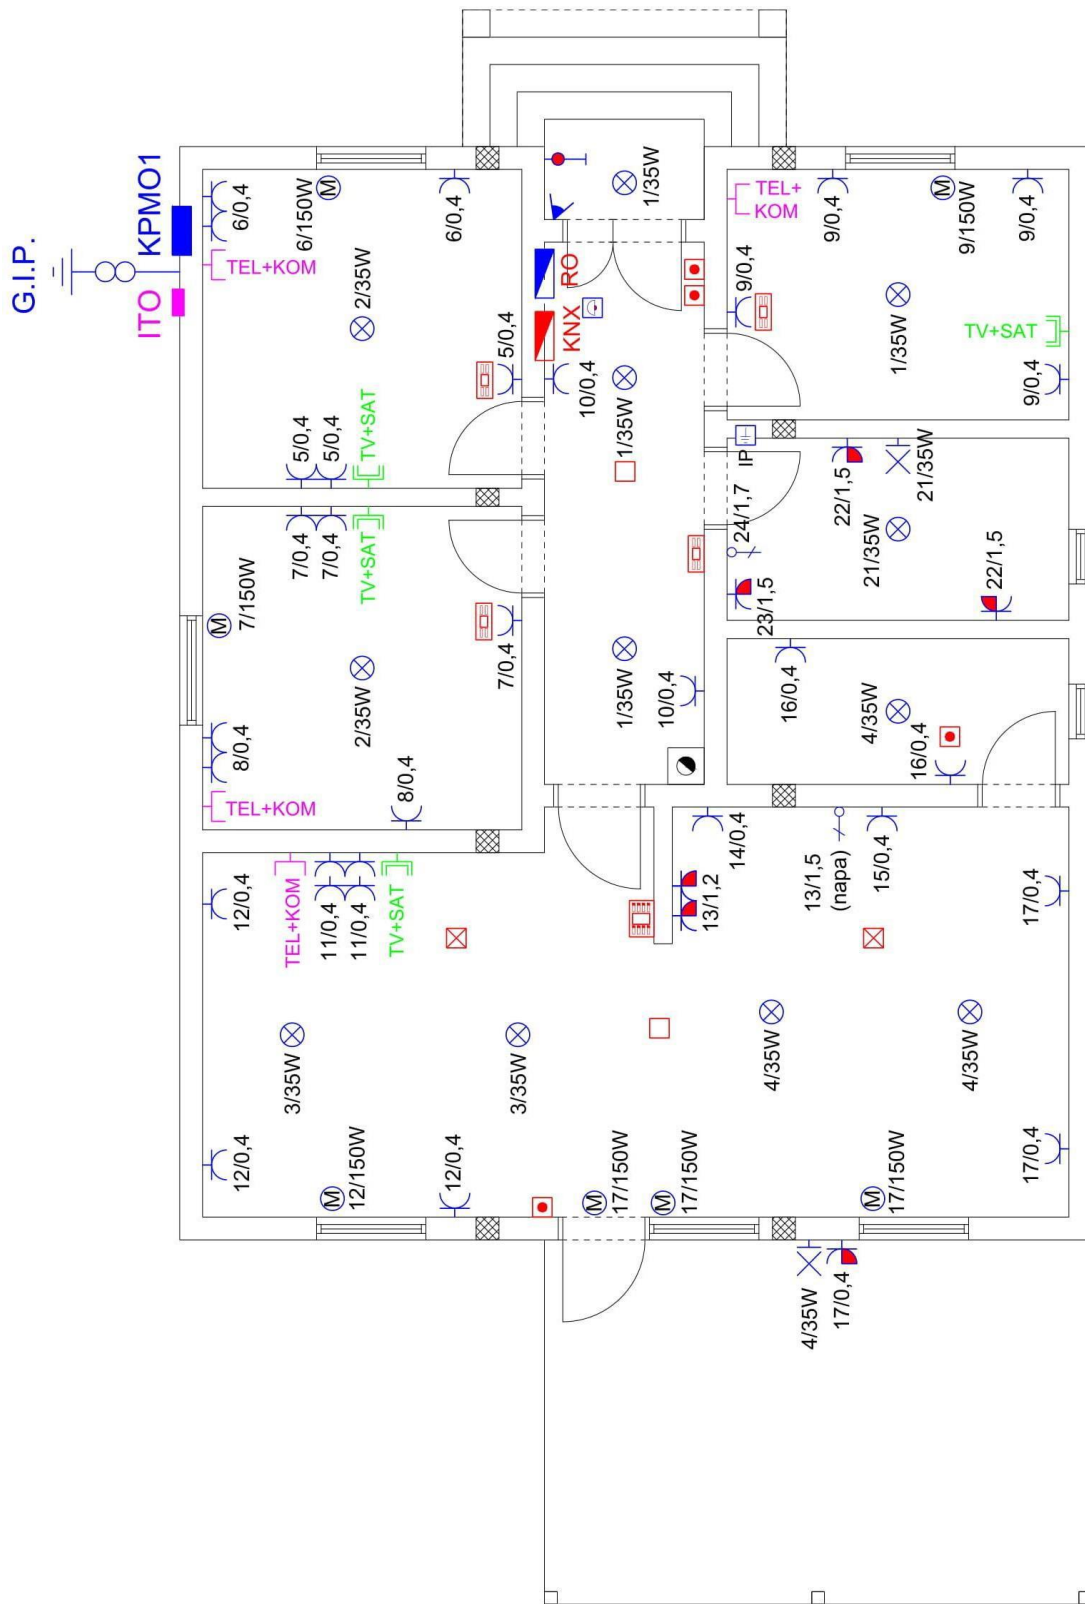 G.I.P.
ITO
KPMO1
6/0,4
6/150W
6/0,4
TEL+KOM
2/35W
5/0,4
5/0,4
5/0,4
TV+SAT
7/0,4
7/0,4
TV+SAT
7/150W
7/0,4
2/35W
8/0,4
TEL+KOM
8/0,4
1/35W
RO
KNX
10/0,4
1/35W
1/35W
10/0,4
TEL+
KOM
9/0,4
9/150W
9/0,4
9/0,4
1/35W
TV+SAT
9/0,4
IP
24/1,7
23/1,5
22/1,5
21/35W
21/35W
22/1,5
16/0,4
4/35W
16/0,4
12/0,4
TEL+KOM
11/0,4
11/0,4
TV+SAT
13/1,2
14/0,4
13/1,5
(napa)
15/0,4
17/0,4
3/35W
3/35W
4/35W
4/35W
12/0,4
M
12/150W
12/0,4
M
17/150W
M
17/150W
M
17/150W
17/0,4
4/35W
17/0,4
M
M
M